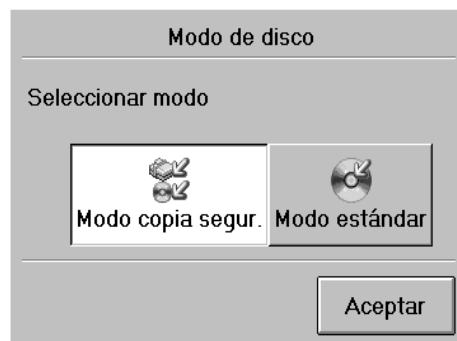 Modo de disco
Seleccionar modo
Modo copia segur. Modo estándar
Aceptar